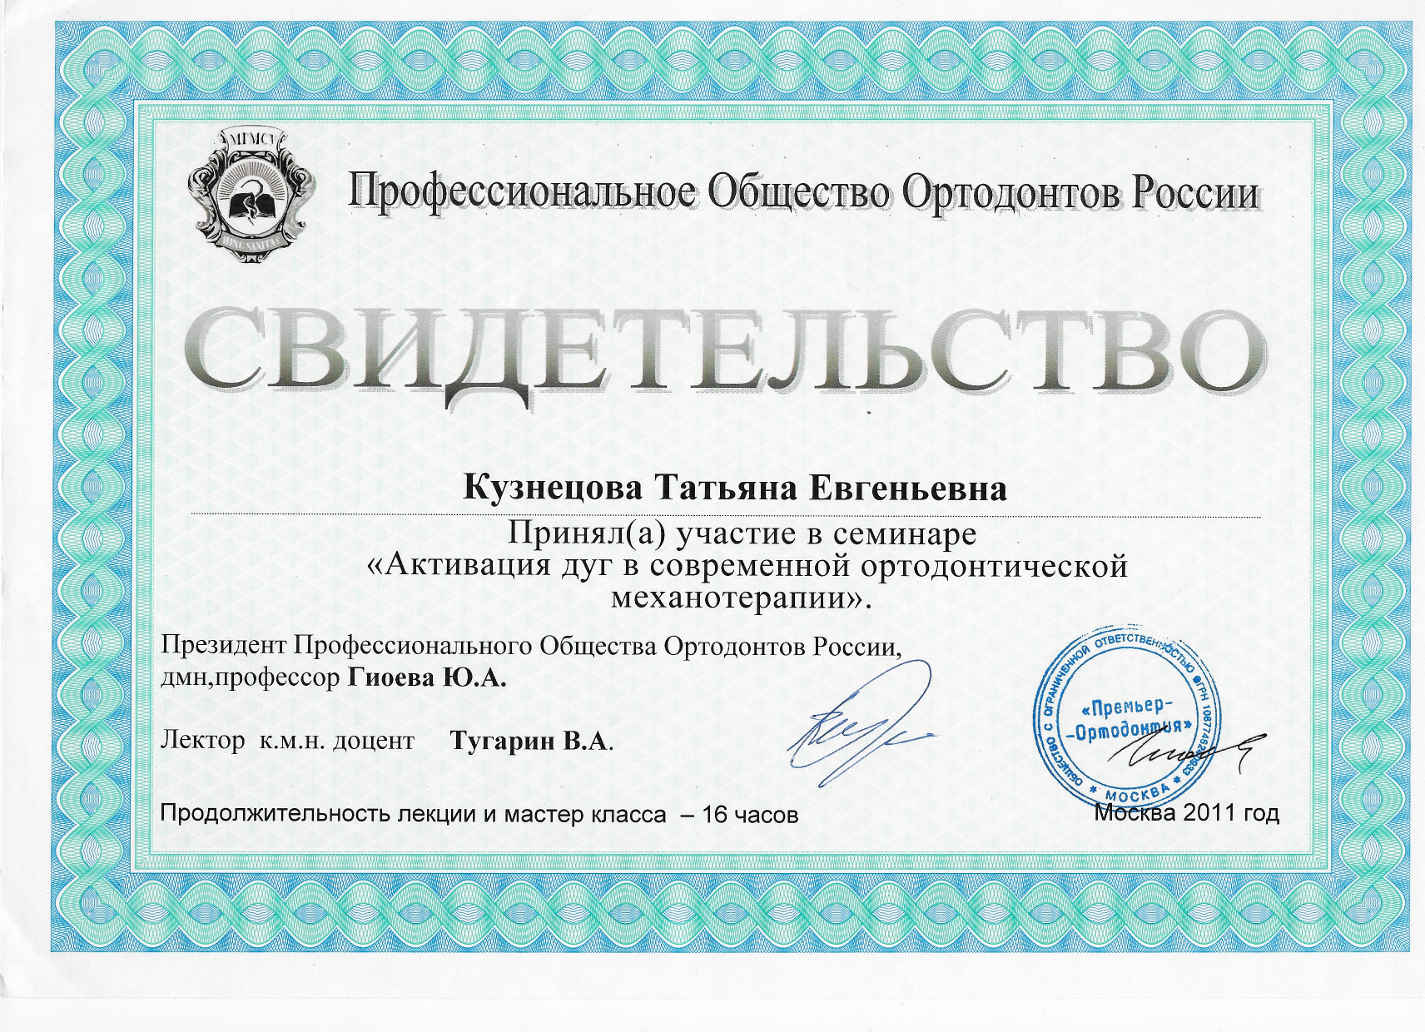 МГМСУ
Профессиональное Общество Ортодонтов России
СВИДЕТЕЛЬСТВО
Кузнецова Татьяна Евгеньевна
Принял(а) участие в семинаре
«Активация дуг в современной ортодонтической
механотерапии».
Президент Профессионального Общества Ортодонтов России,
дмн,профессор Гиоева Ю.А.
Лектор к.м.н. доцент Тугарин В.А.
ОБЩЕСТВО С ОГРАНИЧЕННОЙ ОТВЕТСТВЕННОСТЬЮ
«Премьер-
-Ортодонтия»
* МОСКВА *
Продолжительность лекции и мастер класса – 16 часов
Москва 2011 год